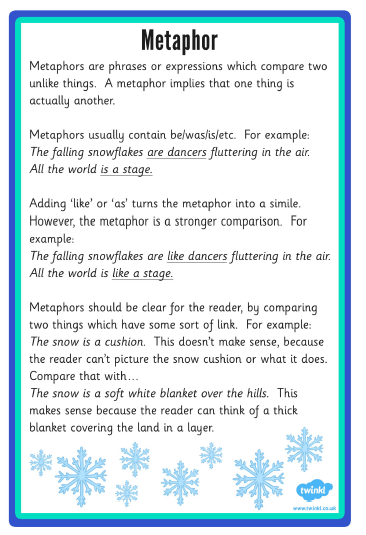 Metaphor
Metaphors are phrases or expressions which compare two
unlike things.  A metaphor implies that one thing is
actually another.
Metaphors usually contain be/was/is/etc.  For example:
The falling snowflakes are dancers fluttering in the air.
All the world is a stage.
Adding ‘like’ or ‘as’ turns the metaphor into a simile.
However, the metaphor is a stronger comparison.  For
example:
The falling snowflakes are like dancers fluttering in the air.
All the world is like a stage.
Metaphors should be clear for the reader, by comparing
two things which have some sort of link.  For example:
The snow is a cushion.  This doesn’t make sense, because
the reader can’t picture the snow cushion or what it does.
Compare that with...
The snow is a soft white blanket over the hills.  This
makes sense because the reader can think of a thick
blanket covering the land in a layer.
twinkl
www.twinkl.co.uk